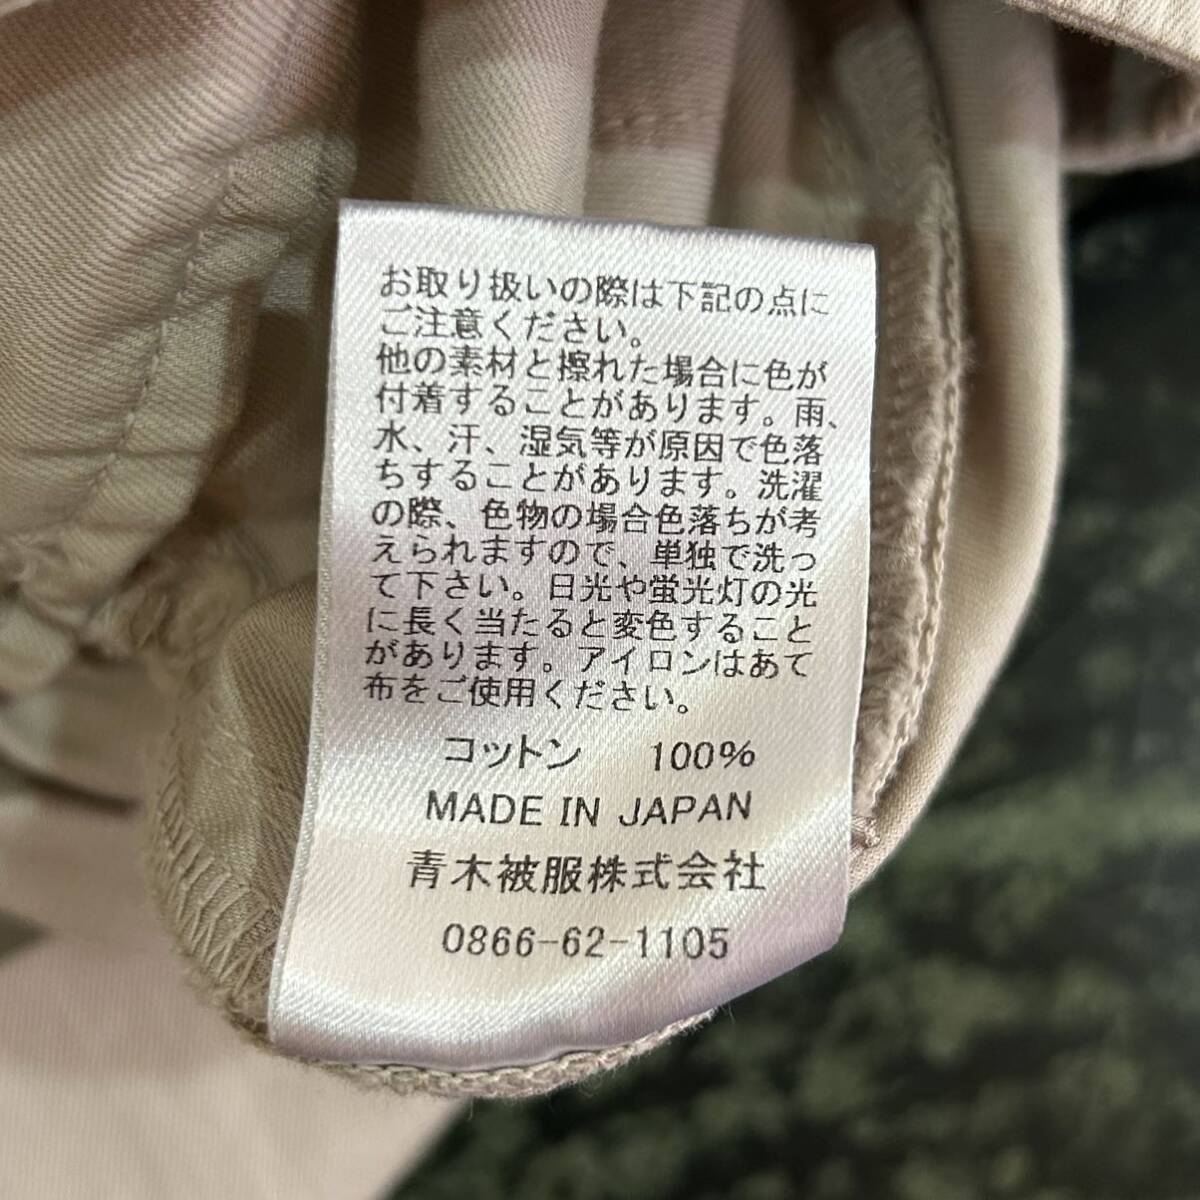 お取り扱いの際は下記の点に
ご注意ください。
他の素材と擦れた場合に色が
付着することがあります。雨、
水、汗、湿気等が原因で色落
ちすることがあります。洗濯
の際、色物の場合色落ちが考
えられますので、単独で洗っ
て下さい。日光や蛍光灯の光
に長く当たると変色すること
があります。アイロンはあて
布をご使用ください。
コットン 100%
MADE IN JAPAN
青木被服株式会社
0866-62-1105